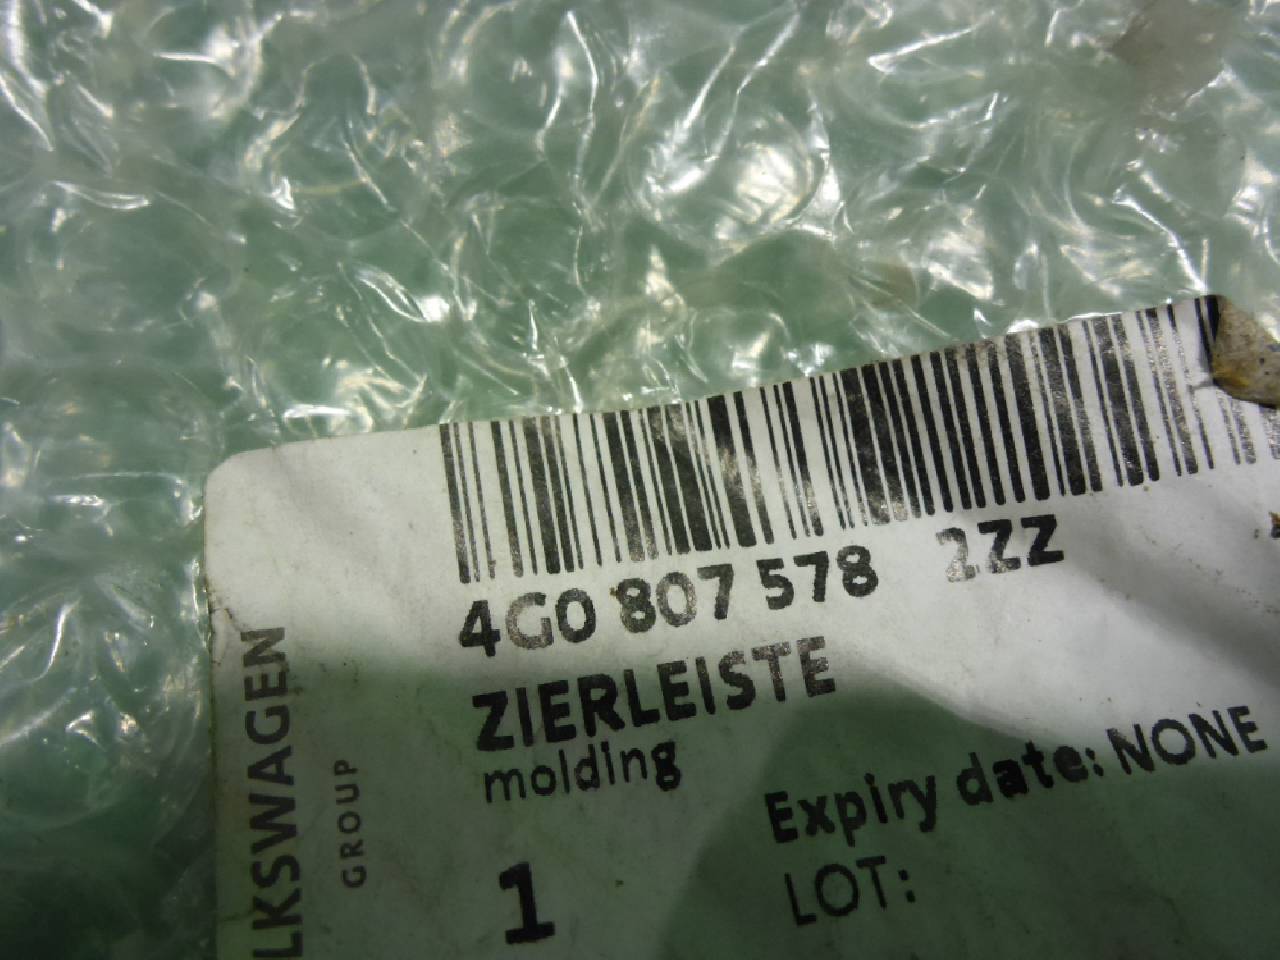 4G0 807 578 2ZZ
ZIERLEISTE
molding
Expiry date: NONE
1
LOT:
LKSWAGEN
GROUP